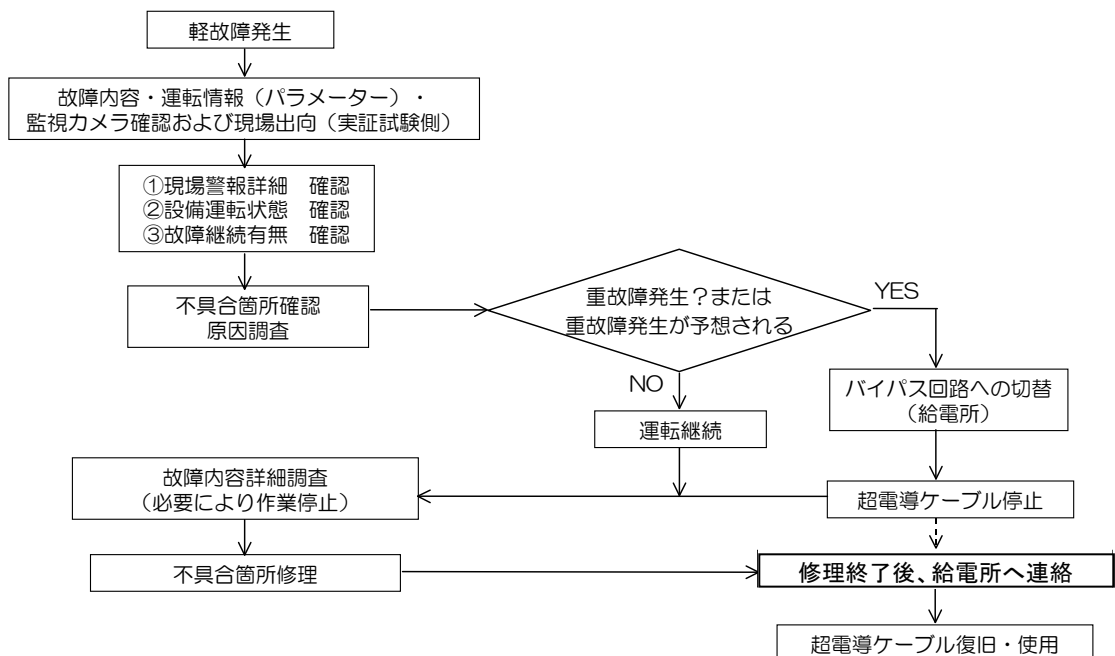 軽故障発生
故障内容・運転情報（パラメーター）・
監視カメラ確認および現場出向（実証試験側）
①現場警報詳細　確認
②設備運転状態　確認
③故障継続有無　確認
不具合箇所確認
原因調査
重故障発生？または
重故障発生が予想される
YES
NO
バイパス回路への切替
（給電所）
運転継続
故障内容詳細調査
（必要により作業停止）
超電導ケーブル停止
不具合箇所修理
修理終了後、給電所へ連絡
超電導ケーブル復旧・使用